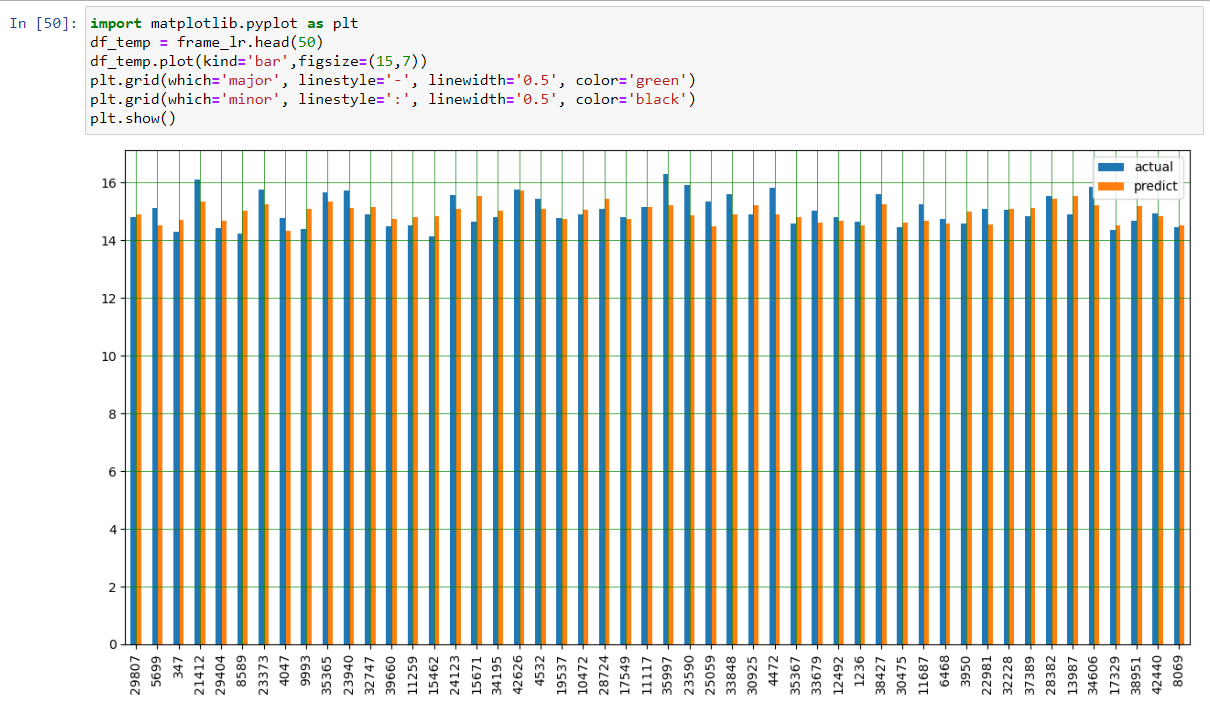 In [50]: import matplotlib.pyplot as plt
df_temp = frame_lr.head(50)
df_temp.plot(kind='bar',figsize=(15,7))
plt.grid(which='major', linestyle='-', linewidth='0.5', color='green')
plt.grid(which='minor', linestyle=':', linewidth='0.5', color='black')
plt.show()
actual
predict
16
14
12
10
8
6
4
2
0
29807 5699 347 21412 29404 8589 23373 4047 9993 35365 23940 32747 39660 11259 15462 24123 15671 34195 42626 4532 19537 10472 28724 17549 11117 35997 23590 25059 33848 30925 4472 35367 33679 12492 1236 38427 30475 11687 6468 3950 22981 32228 37389 28382 13987 34606 17329 38951 42440 8069